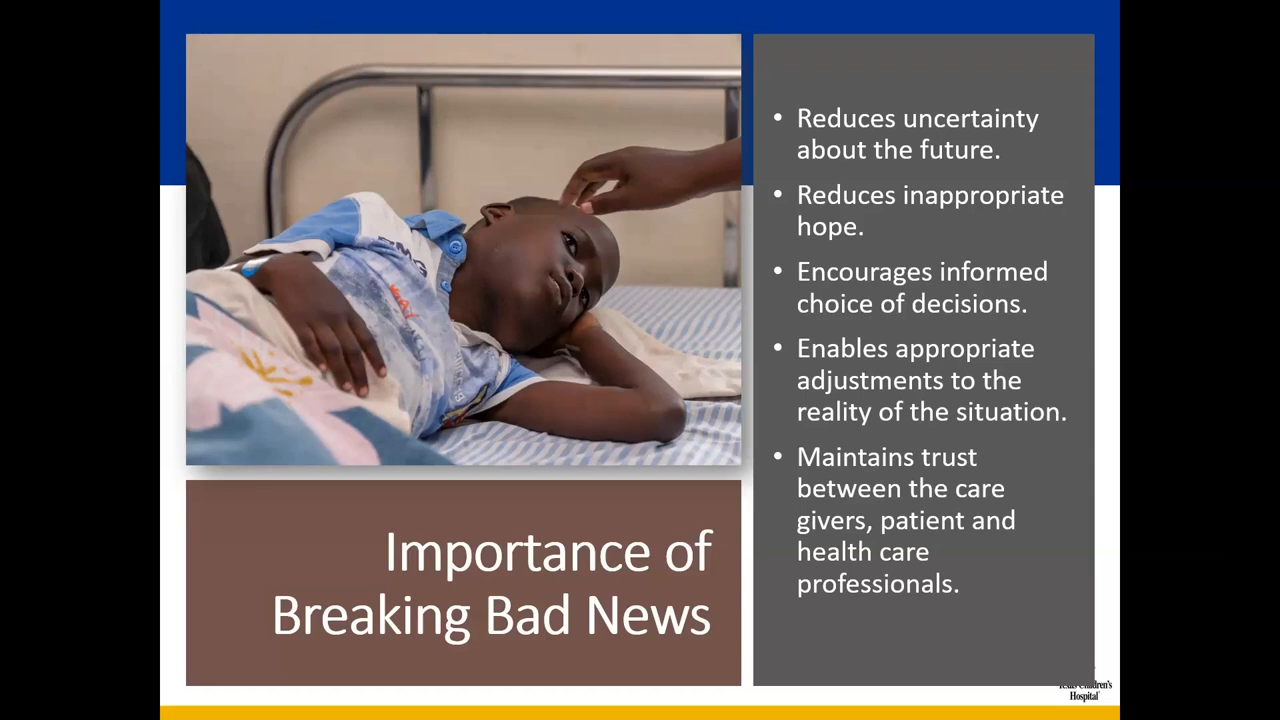 Importance of
Breaking Bad News
• Reduces uncertainty
about the future.
• Reduces inappropriate
hope.
• Encourages informed
choice of decisions.
• Enables appropriate
adjustments to the
reality of the situation.
• Maintains trust
between the care
givers, patient and
health care
professionals.
Texas Children's
Hospital